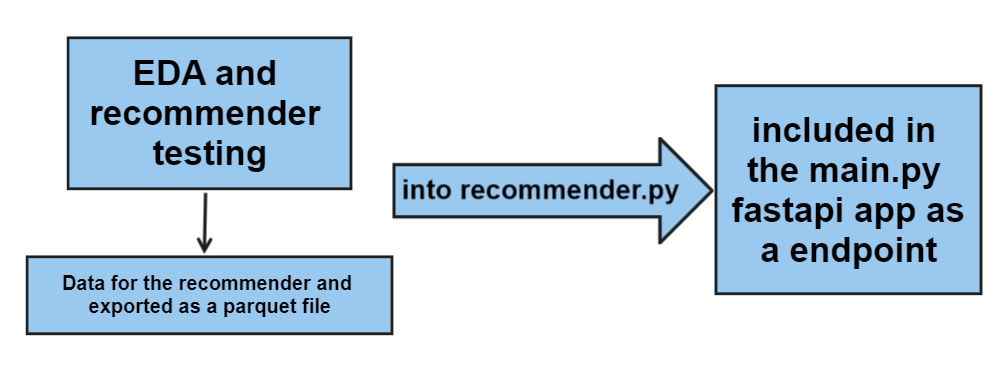 EDA and
recommender
testing
Data for the recommender and
exported as a parquet file
into recommender.py
included in
the main.py
fastapi app as
a endpoint